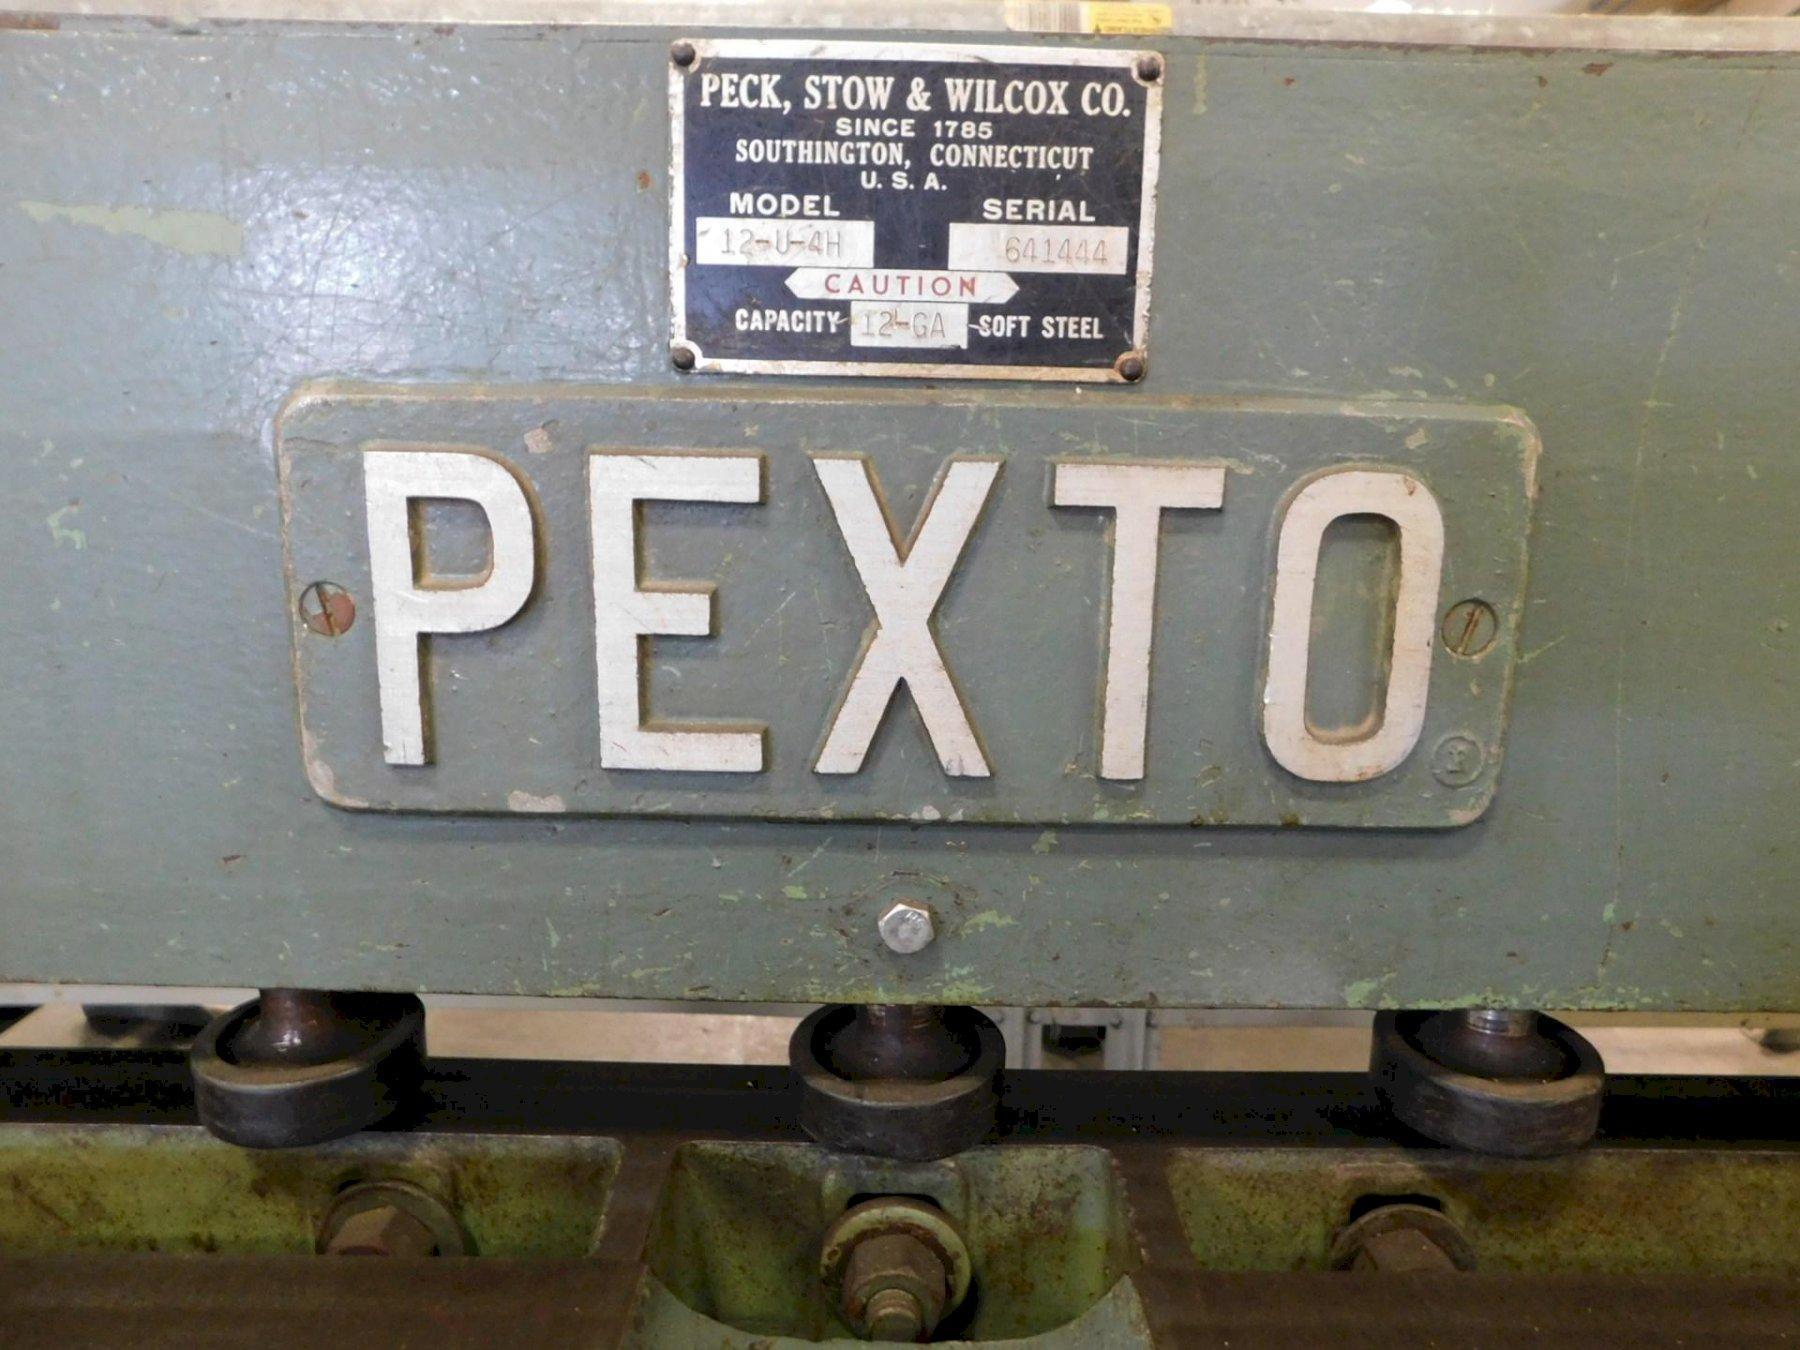 PECK, STOW & WILCOX CO.
SINCE 1785
SOUTHINGTON, CONNECTICUT
U. S. A.
MODEL SERIAL
12-U-4H 641444
CAUTION
CAPACITY 12-GA SOFT STEEL
PEXTO